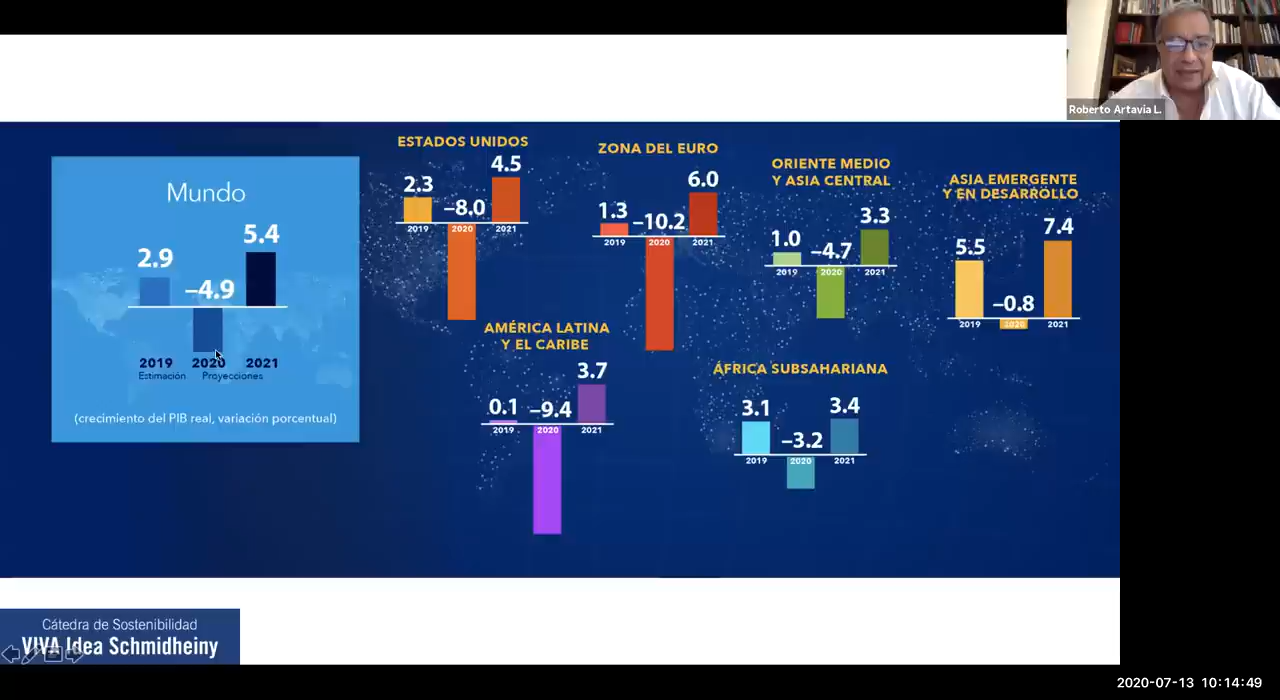 Roberto Artavia L.
Mundo
2.9
–4.9
5.4
2019
2020
2021
Estimación
Proyecciones
(crecimiento del PIB real, variación porcentual)
ESTADOS UNIDOS
2.3
–8.0
4.5
2019
2020
2021
ZONA DEL EURO
1.3
–10.2
6.0
2019
2020
2021
ORIENTE MEDIO
Y ASIA CENTRAL
1.0
–4.7
3.3
2019
2020
2021
ASIA EMERGENTE
Y EN DESARROLLO
5.5
–0.8
7.4
2019
2020
2021
AMÉRICA LATINA
Y EL CARIBE
0.1
–9.4
3.7
2019
2020
2021
ÁFRICA SUBSAHARIANA
3.1
–3.2
3.4
2019
2020
2021
Cátedra de Sostenibilidad
VIVA Idea Schmidheiny
2020-07-13 10:14:49